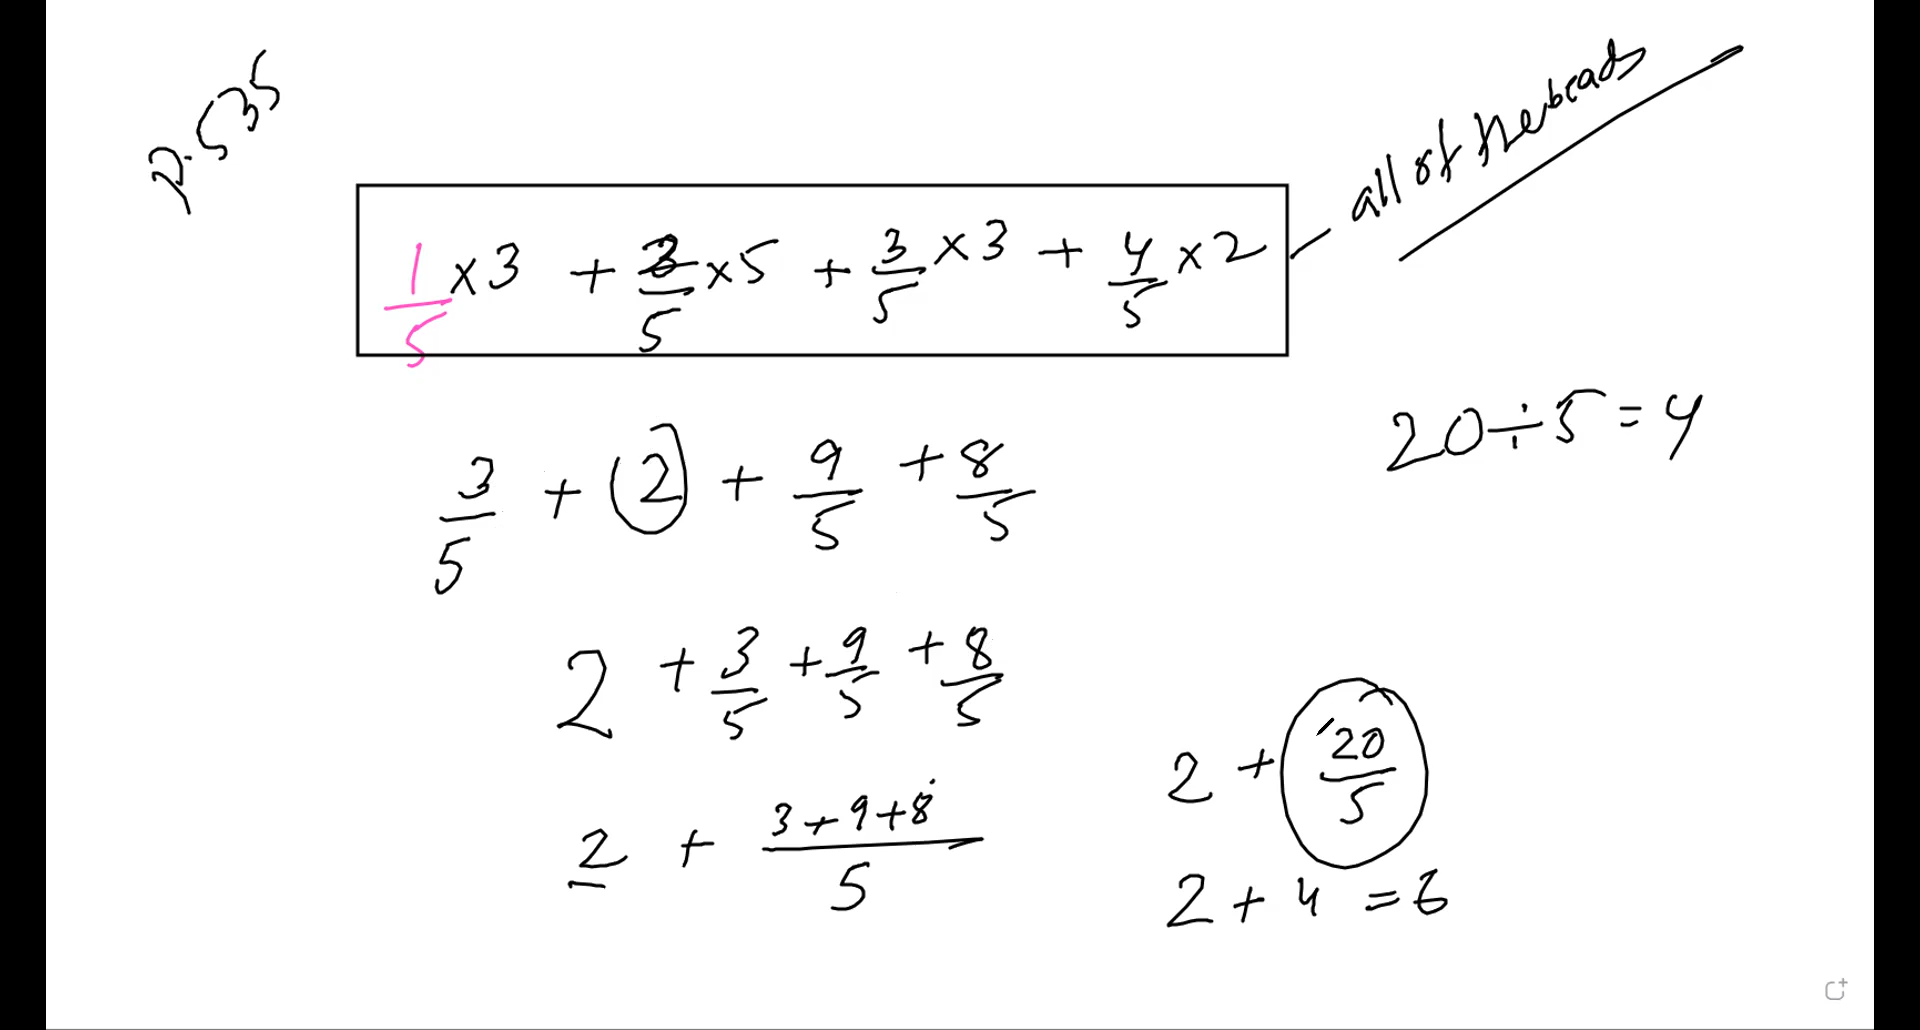 p.535
all of the beads
1/5 × 3 + 2/5 × 5 + 3/5 × 3 + 4/5 × 2
20 ÷ 5 = 4
3/5 + (2) + 9/5 + 8/5
2 + 3/5 + 9/5 + 8/5
2 + 20/5
2 + (3+9+8)/5
2 + 4 = 6